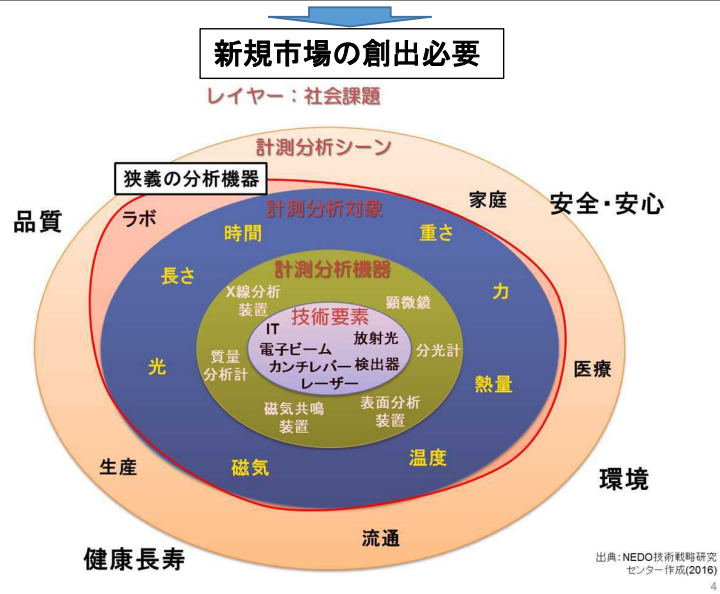 新規市場の創出必要
レイヤー：社会課題
計測分析シーン
狭義の分析機器
家庭
安全・安心
品質
ラボ
計測分析対象
時間
重さ
計測分析機器
長さ
X線分析
装置
顕微鏡
力
技術要素
IT
放射光
電子ビーム
質量
分析計
分光計
カンチレバー
検出器
光
医療
レーザー
熱量
磁気共鳴
装置
表面分析
装置
生産
磁気
温度
環境
流通
健康長寿
出典：NEDO技術戦略研究
センター作成(2016)
4